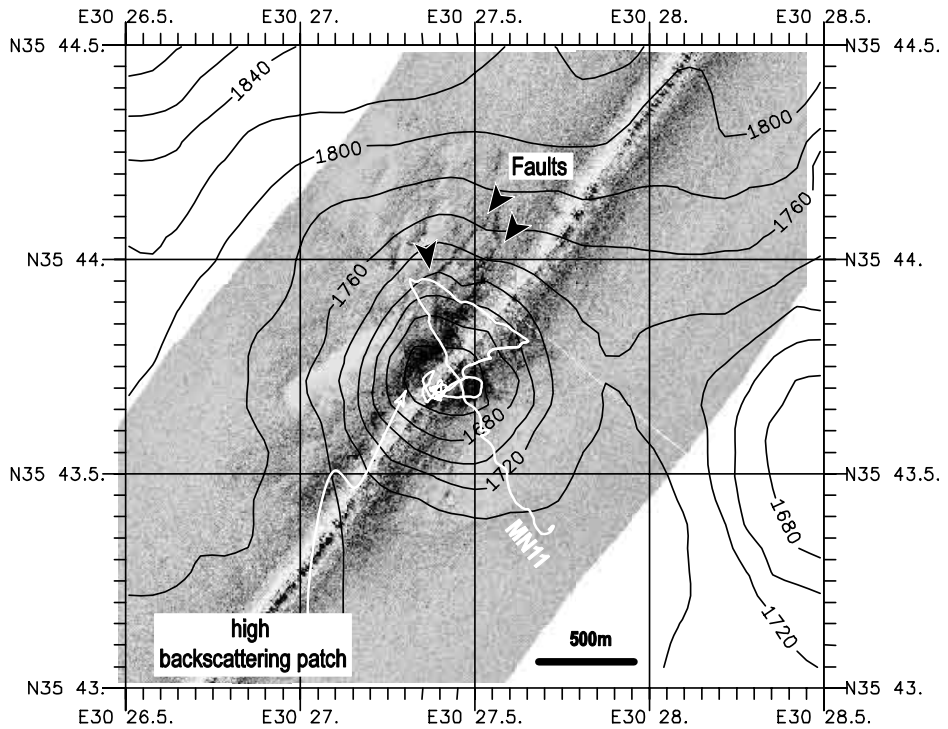 E30 26.5. E30 27. E30 27.5. E30 28. E30 28.5.
N35 44.5. N35 44.5.
1840
1800
1800
Faults
1760
N35 44. N35 44.
1760
1680
N35 43.5. N35 43.5.
1720
1680
MN11
1720
high
backscattering patch
500m
N35 43. N35 43.
E30 26.5. E30 27. E30 27.5. E30 28. E30 28.5.